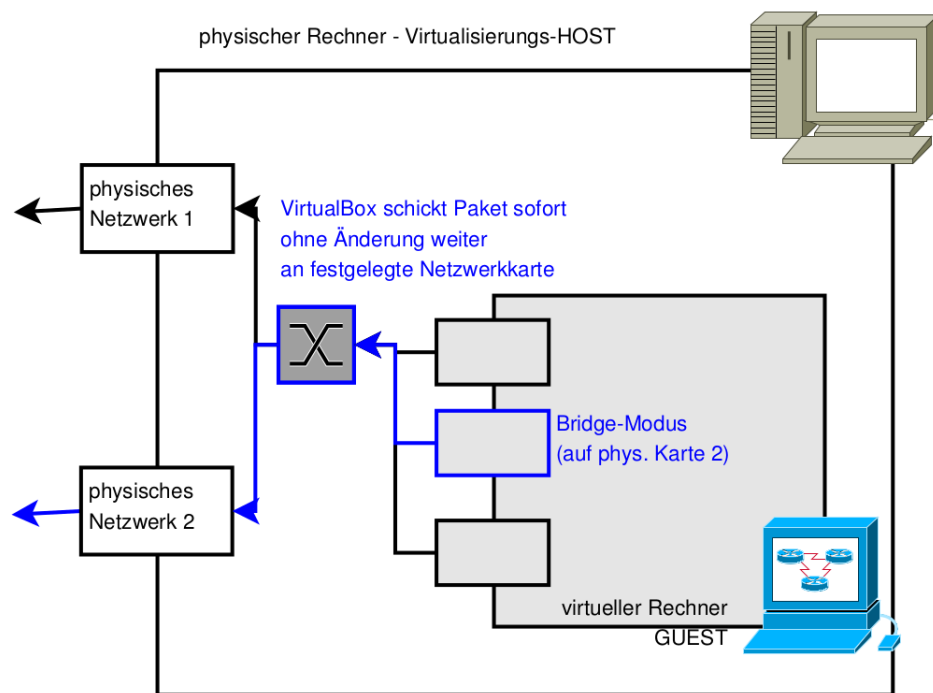 physischer Rechner - Virtualisierungs-HOST
physisches
Netzwerk 1
VirtualBox schickt Paket sofort
ohne Änderung weiter
an festgelegte Netzwerkkarte
Bridge-Modus
(auf phys. Karte 2)
physisches
Netzwerk 2
virtueller Rechner
GUEST